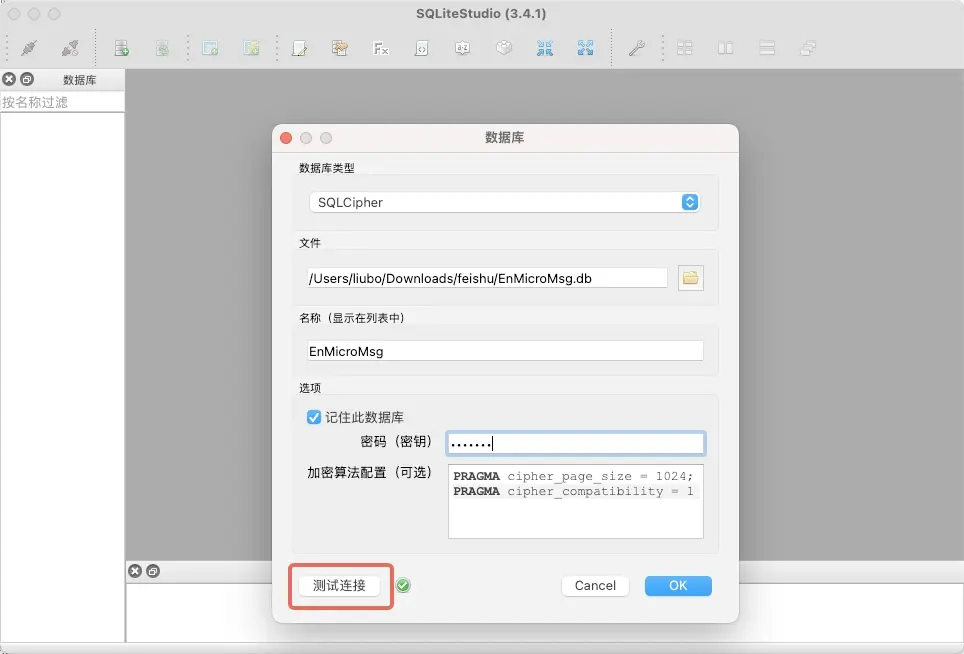 SQLiteStudio (3.4.1)
数据库
按名称过滤
数据库
数据库类型
SQLCipher
文件
/Users/liubo/Downloads/feishu/EnMicroMsg.db
名称（显示在列表中）
EnMicroMsg
选项
记住此数据库
密码（密钥） •••••••
加密算法配置（可选） PRAGMA cipher_page_size = 1024;
PRAGMA cipher_compatibility = 1
测试连接 Cancel OK